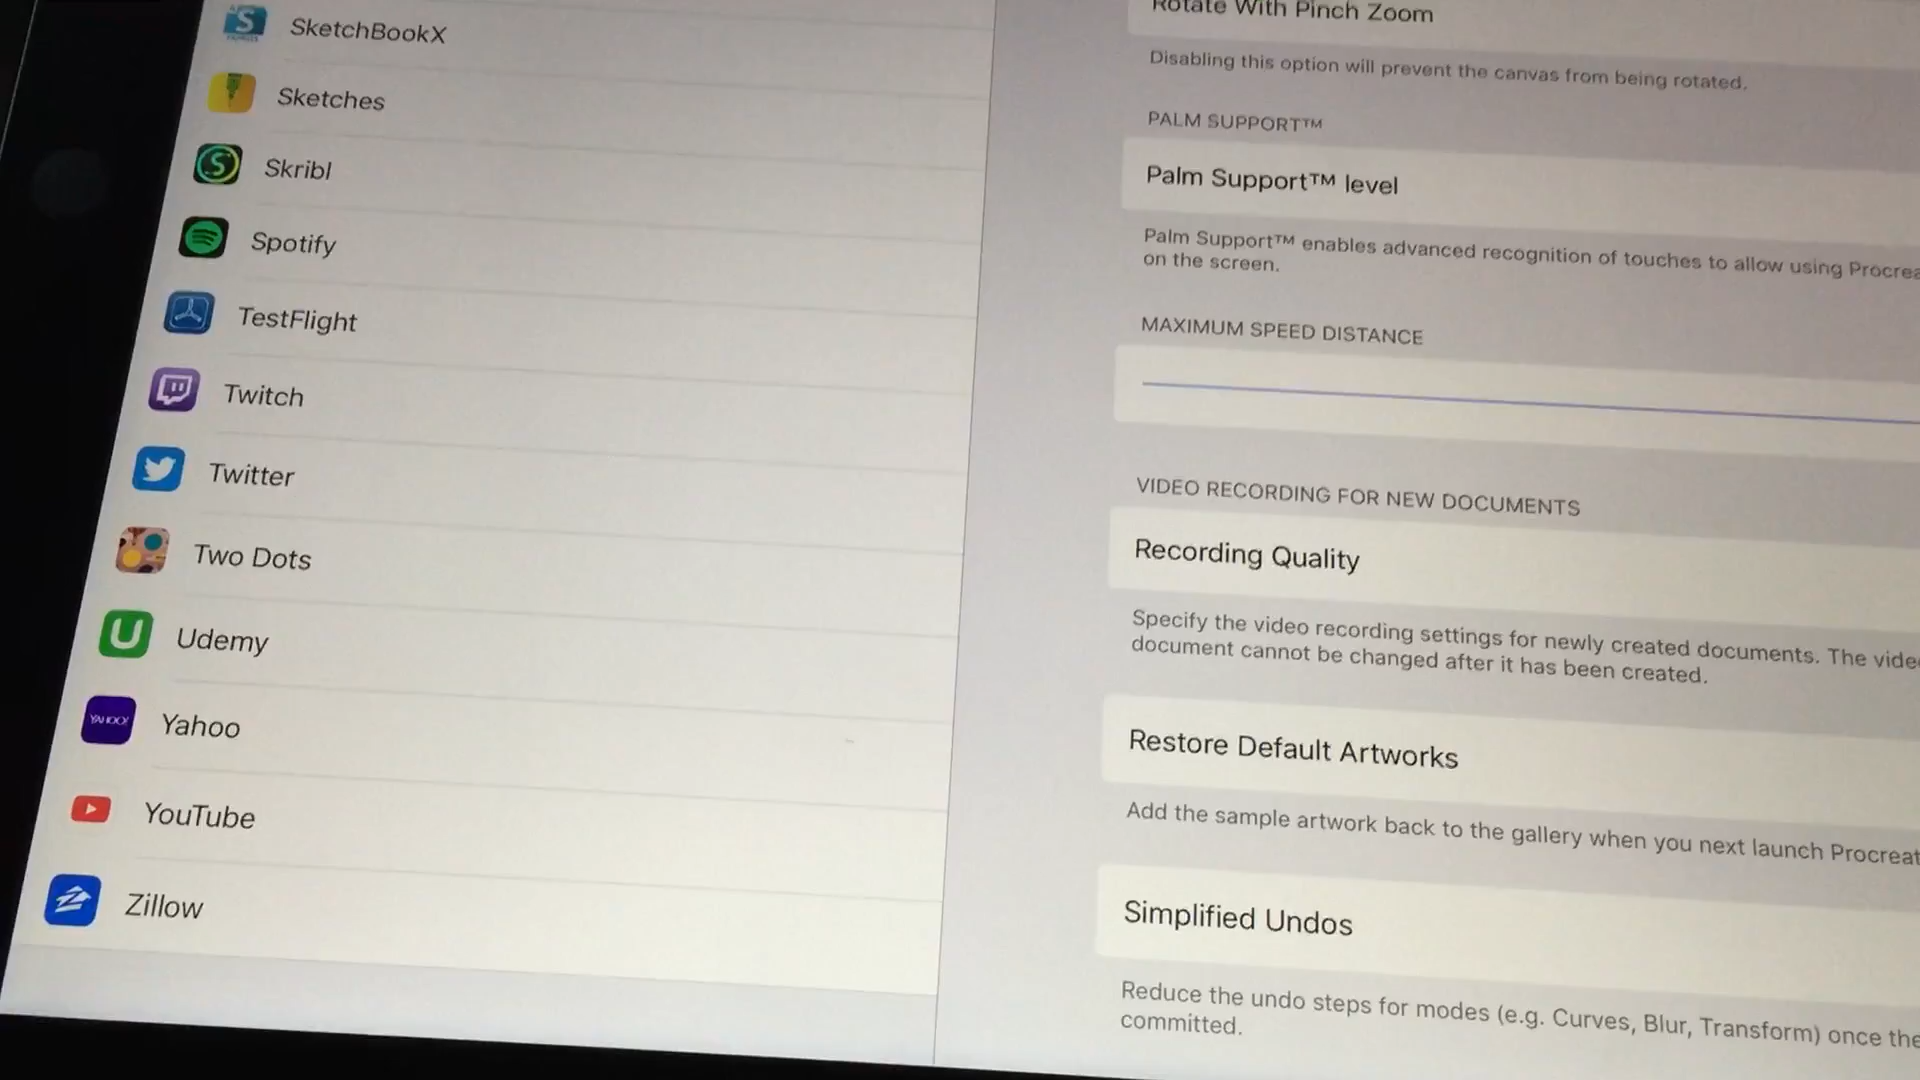 SketchBookX
Sketches
Skribl
Spotify
TestFlight
Twitch
Twitter
Two Dots
Udemy
YAHOO!
Yahoo
YouTube
Zillow
Rotate With Pinch Zoom
Disabling this option will prevent the canvas from being rotated.
PALM SUPPORT™
Palm Support™ level
Palm Support™ enables advanced recognition of touches to allow using Procrea
on the screen.
MAXIMUM SPEED DISTANCE
VIDEO RECORDING FOR NEW DOCUMENTS
Recording Quality
Specify the video recording settings for newly created documents. The vide
document cannot be changed after it has been created.
Restore Default Artworks
Add the sample artwork back to the gallery when you next launch Procreat
Simplified Undos
Reduce the undo steps for modes (e.g. Curves, Blur, Transform) once the
committed.